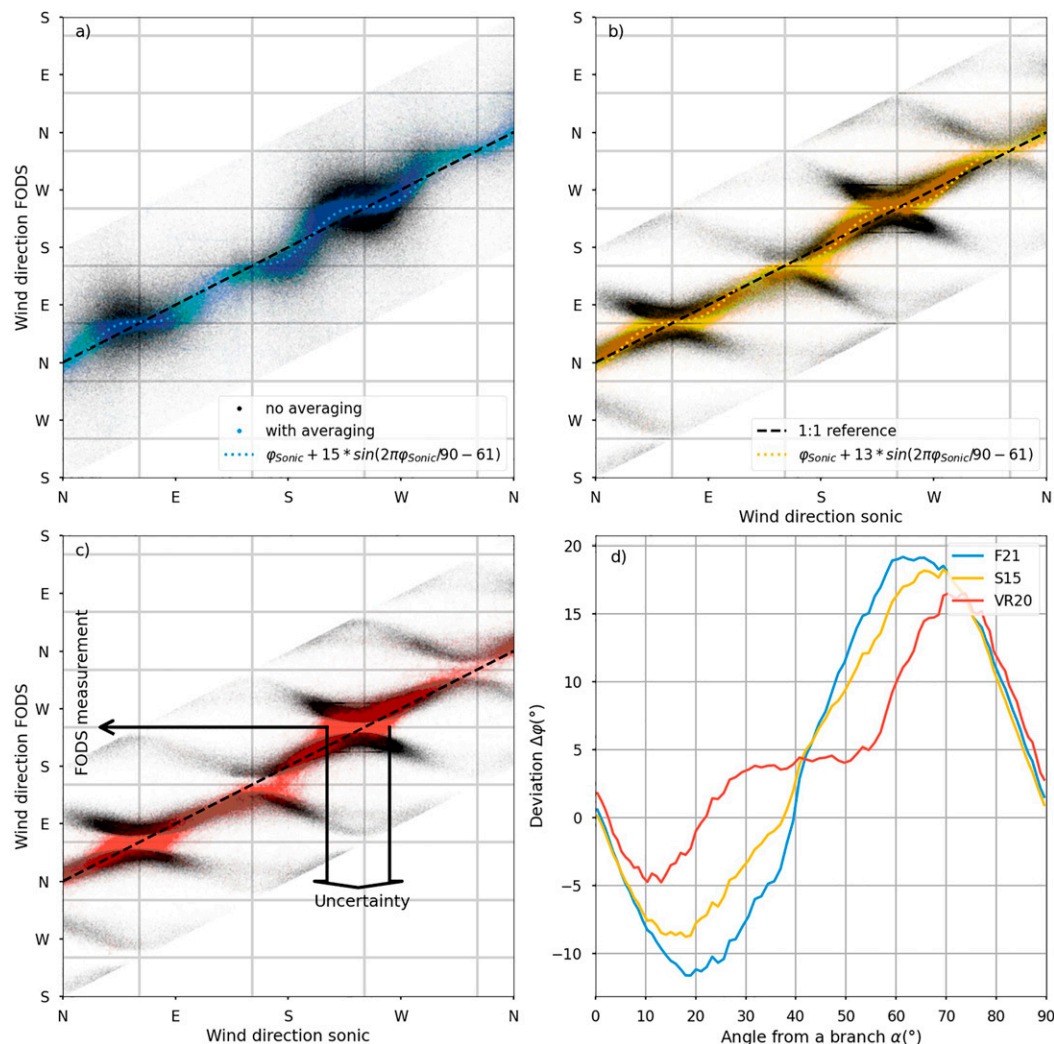 a)
S
E
N
W
S
E
N
W
S
Wind direction FODS
no averaging
with averaging
φSonic + 15 * sin(2πφSonic/90 − 61)
N
E
S
W
N
b)
S
E
N
W
S
E
N
W
S
1:1 reference
φSonic + 13 * sin(2πφSonic/90 − 61)
N
E
S
W
N
Wind direction sonic
c)
S
E
N
W
S
E
N
W
S
Wind direction FODS
FODS measurement
Uncertainty
N
E
S
W
N
Wind direction sonic
d)
20
15
10
5
0
−5
−10
Deviation Δφ(°)
F21
S15
VR20
0
10
20
30
40
50
60
70
80
90
Angle from a branch α(°)